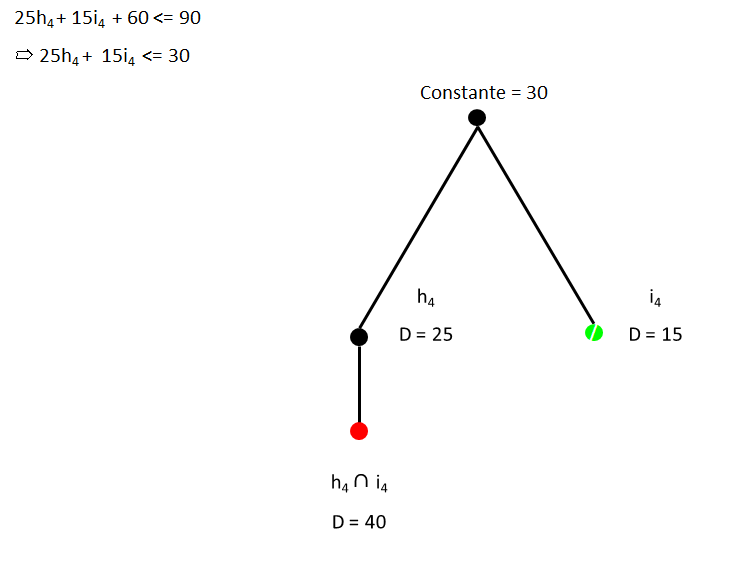 25h₄ + 15i₄ + 60 <= 90
⇨ 25h₄ + 15i₄ <= 30
Constante = 30
h₄
i₄
D = 25
D = 15
h₄ ∩ i₄
D = 40